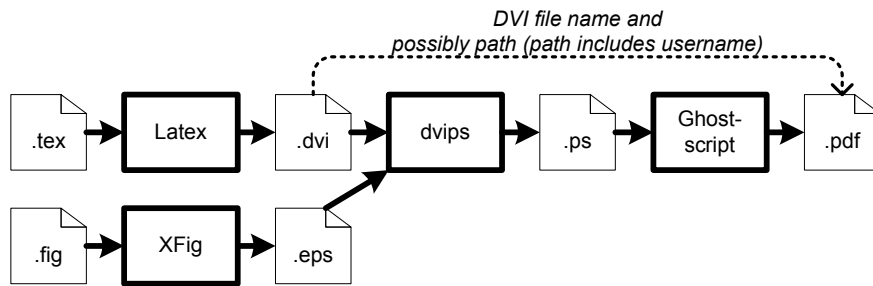 DVI file name and
possibly path (path includes username)
.tex
Latex
.dvi
dvips
.ps
Ghost-
script
.pdf
.fig
XFig
.eps